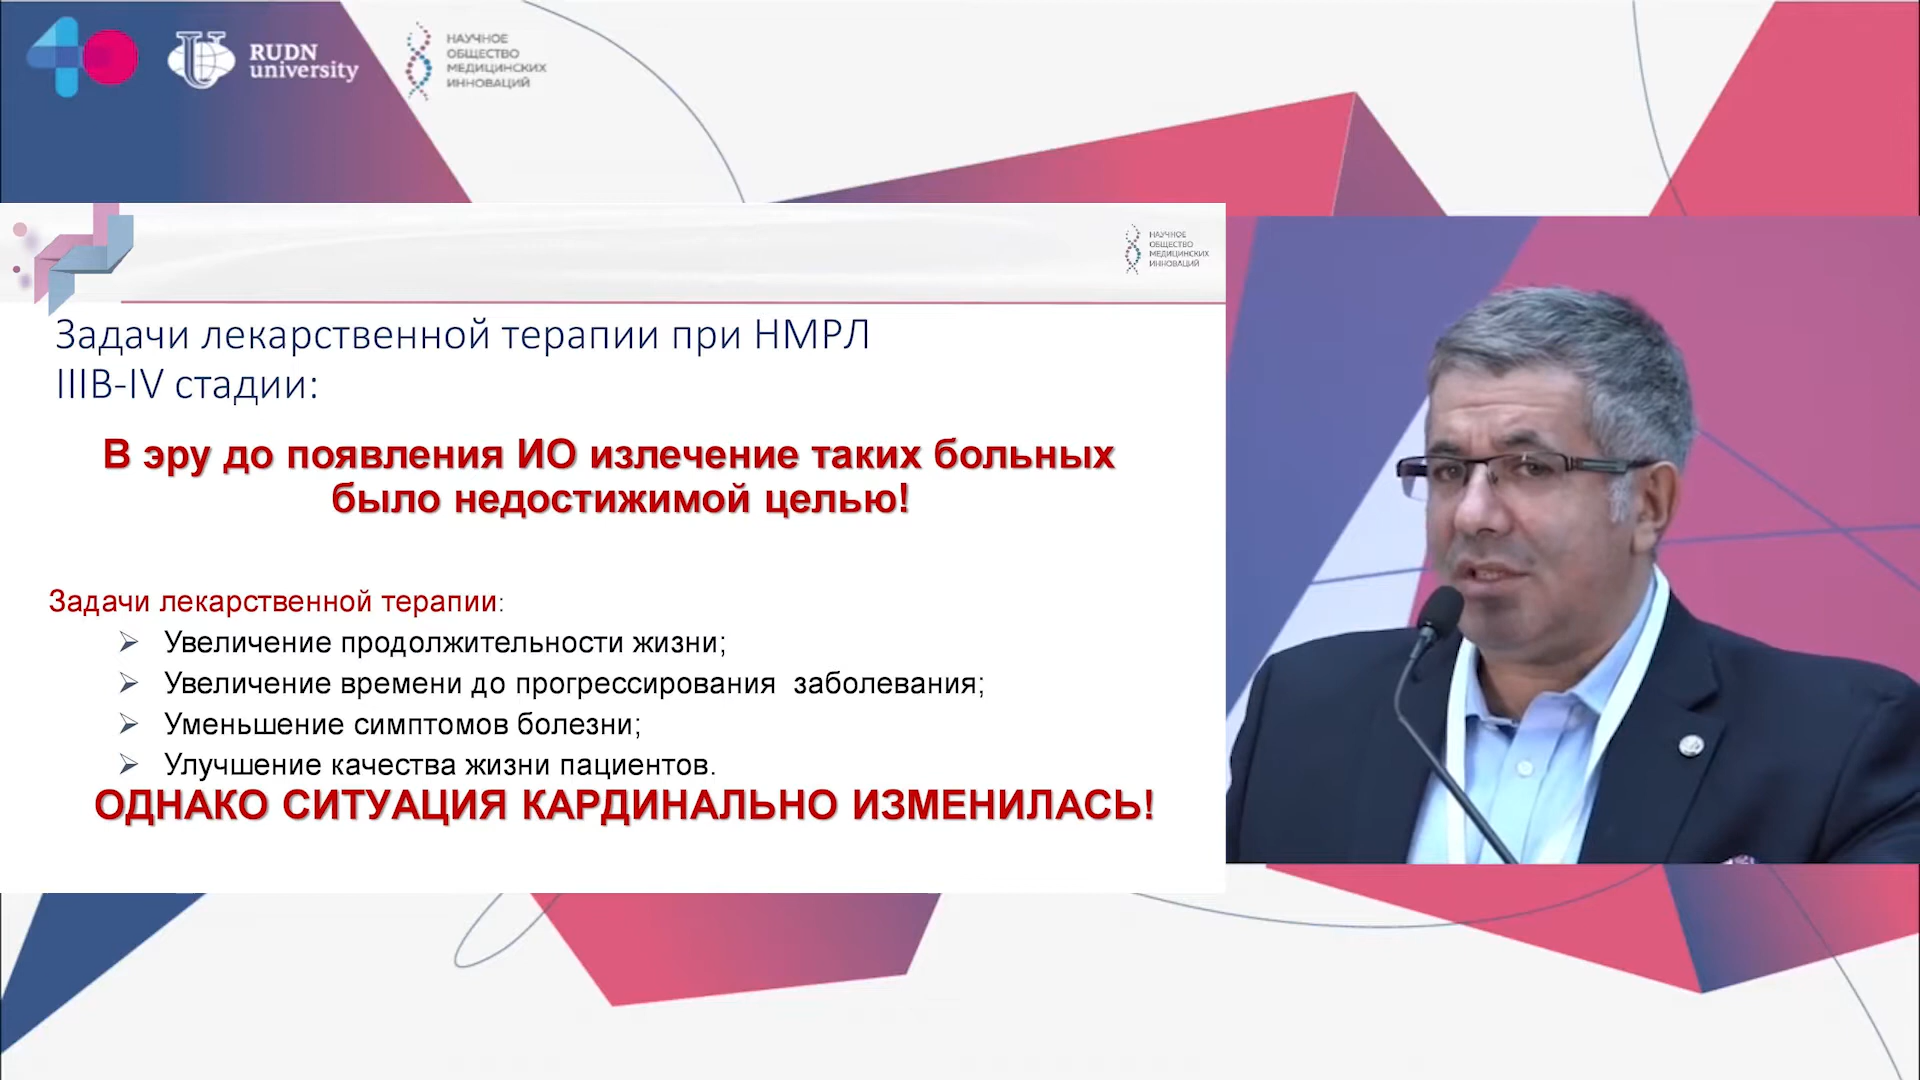 40
RUDN
university
НАУЧНОЕ
ОБЩЕСТВО
МЕДИЦИНСКИХ
ИННОВАЦИЙ
НАУЧНОЕ
ОБЩЕСТВО
МЕДИЦИНСКИХ
ИННОВАЦИЙ
Задачи лекарственной терапии при НМРЛ
IIIB-IV стадии:
В эру до появления ИО излечение таких больных
было недостижимой целью!
Задачи лекарственной терапии:
Увеличение продолжительности жизни;
Увеличение времени до прогрессирования заболевания;
Уменьшение симптомов болезни;
Улучшение качества жизни пациентов.
ОДНАКО СИТУАЦИЯ КАРДИНАЛЬНО ИЗМЕНИЛАСЬ!